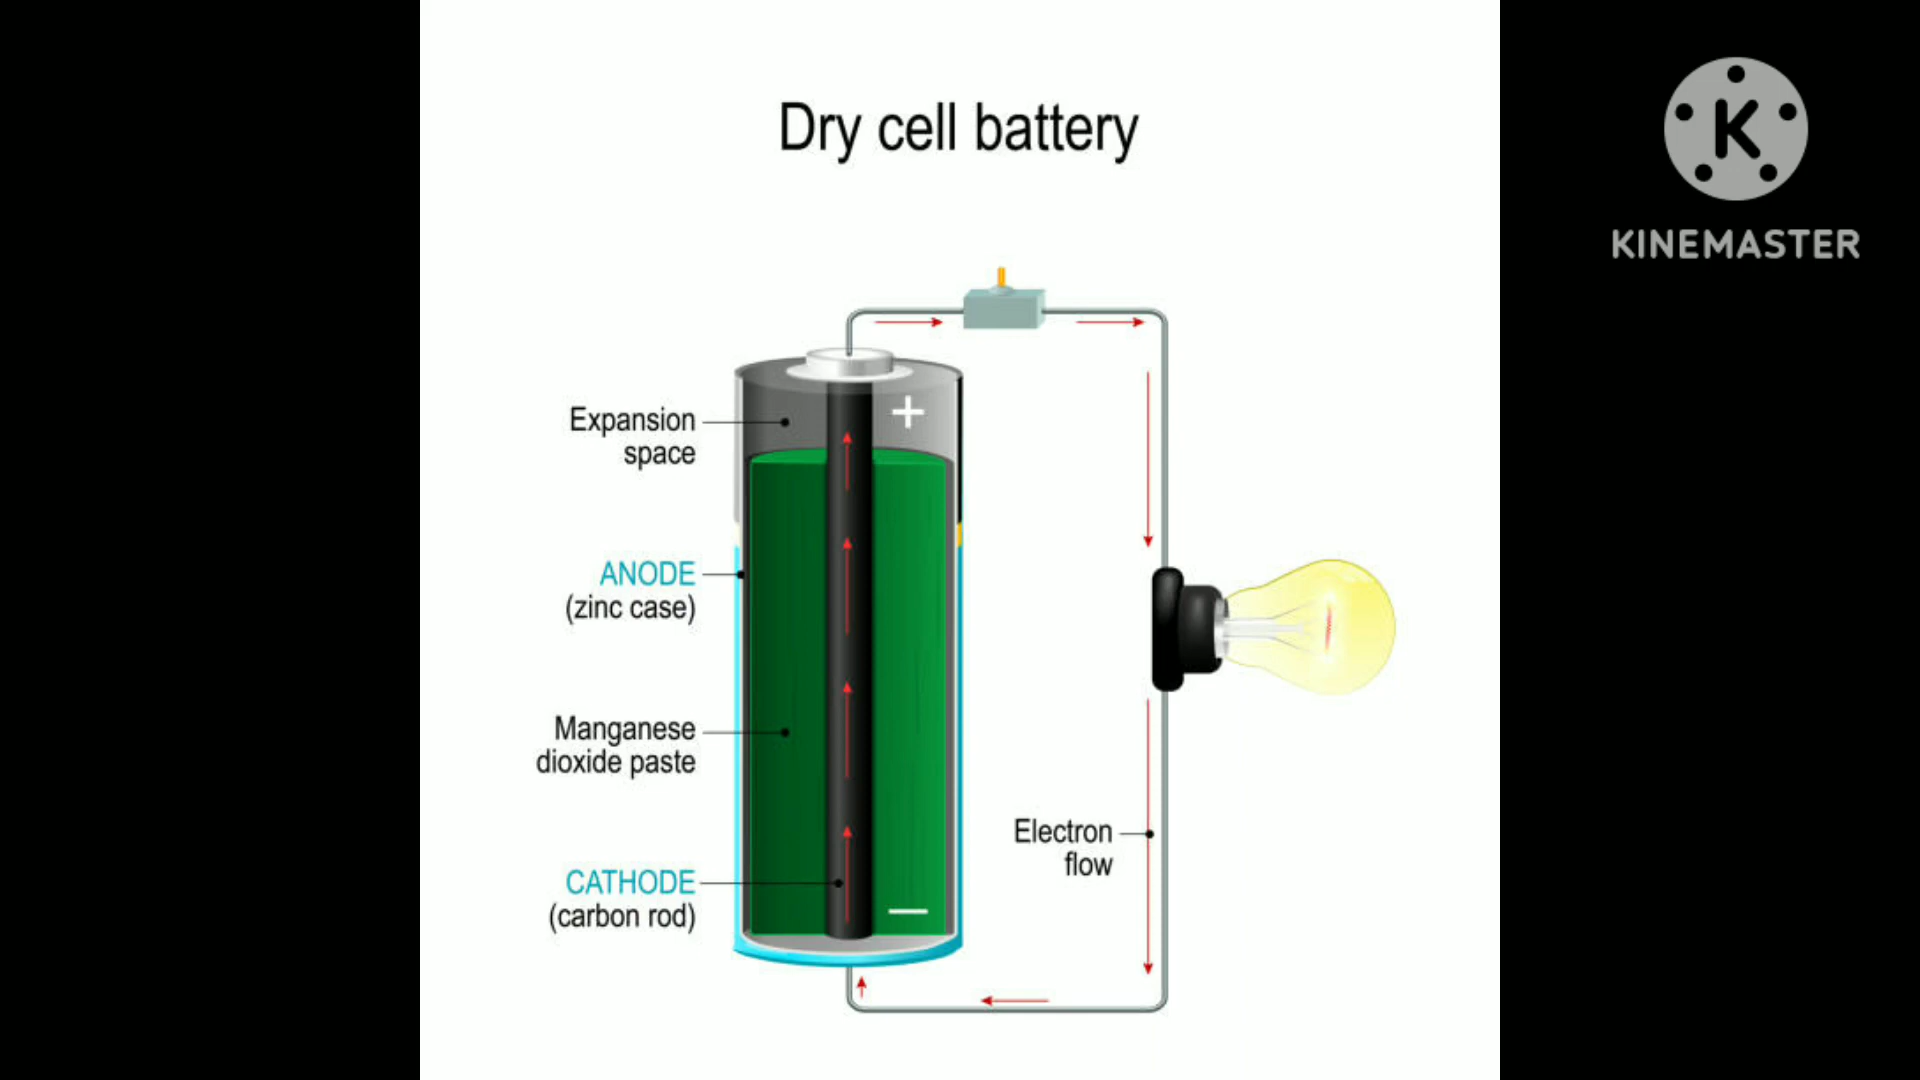 Dry cell battery
K
KINEMASTER
+
Expansion
space
ANODE
(zinc case)
Manganese
dioxide paste
Electron
flow
CATHODE
(carbon rod)
−